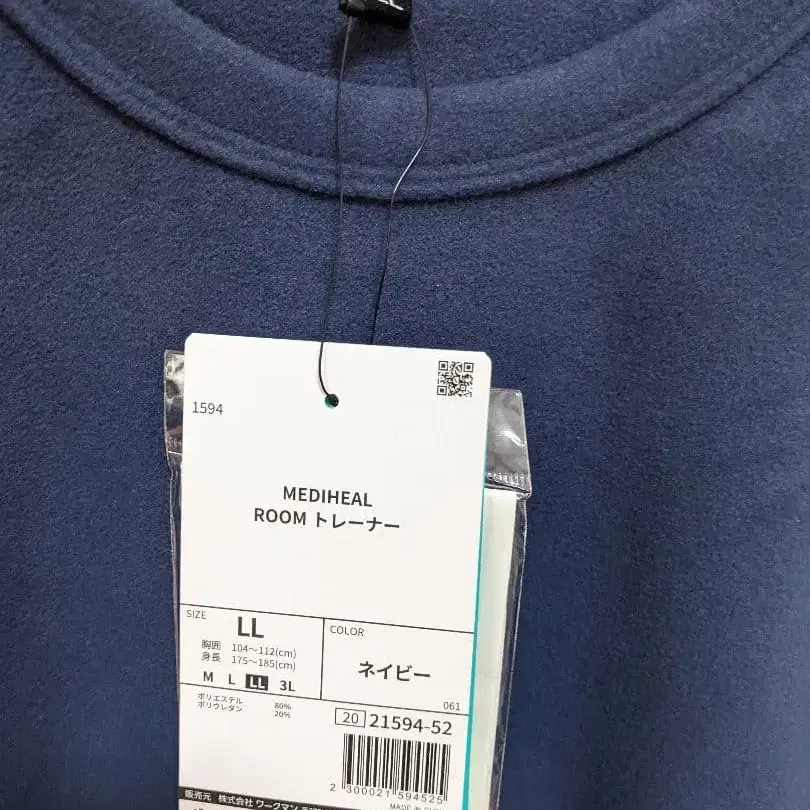 LL
1594
MEDIHEAL
ROOM トレーナー
SIZE
LL
胸囲 104~112(cm)
身長 175~185(cm)
M L LL 3L
COLOR
ネイビー
061
ポリエステル 80%
ポリウレタン 20%
20 21594-52
2 300021 594525
MADE IN
販売元 株式会社 ワークマン